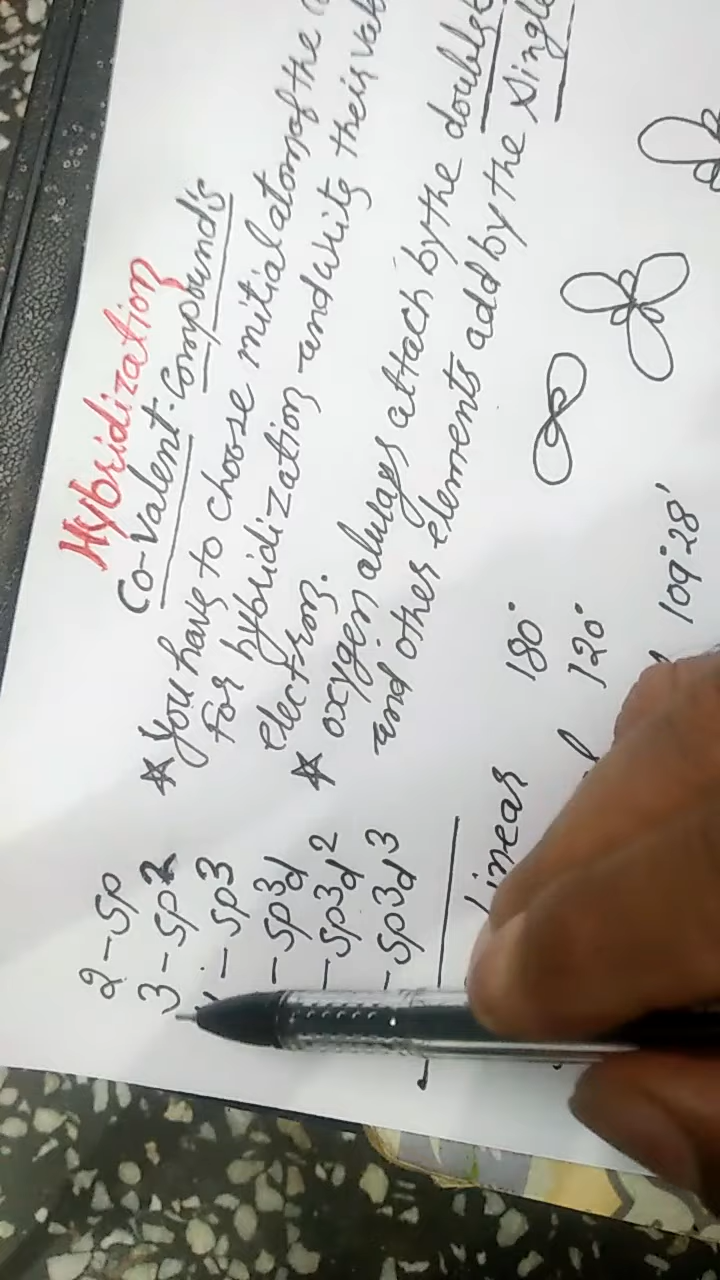 Hybridization
Co-valent-compounds
* You have to choose initial atom of the
for hybridization and write their
electron.
* oxygen always attach by the double
and other elements add by the single
2-sp
3-sp2
-sp3
-sp3d
-sp3d2
-sp3d3
Linear 180°
120°
109°28'